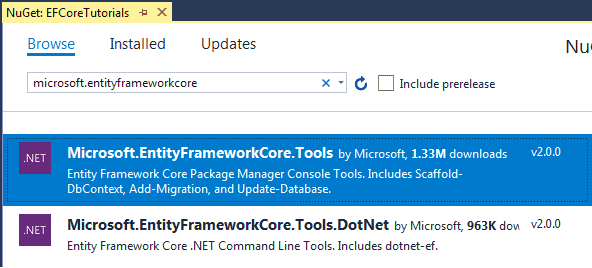 NuGet: EFCoreTutorials
Browse Installed Updates
microsoft.entityframeworkcore
Include prerelease
.NET Microsoft.EntityFrameworkCore.Tools by Microsoft, 1.33M downloads v2.0.0
Entity Framework Core Package Manager Console Tools. Includes Scaffold-
DbContext, Add-Migration, and Update-Database.
.NET Microsoft.EntityFrameworkCore.Tools.DotNet by Microsoft, 963K v2.0.0
Entity Framework Core .NET Command Line Tools. Includes dotnet-ef.